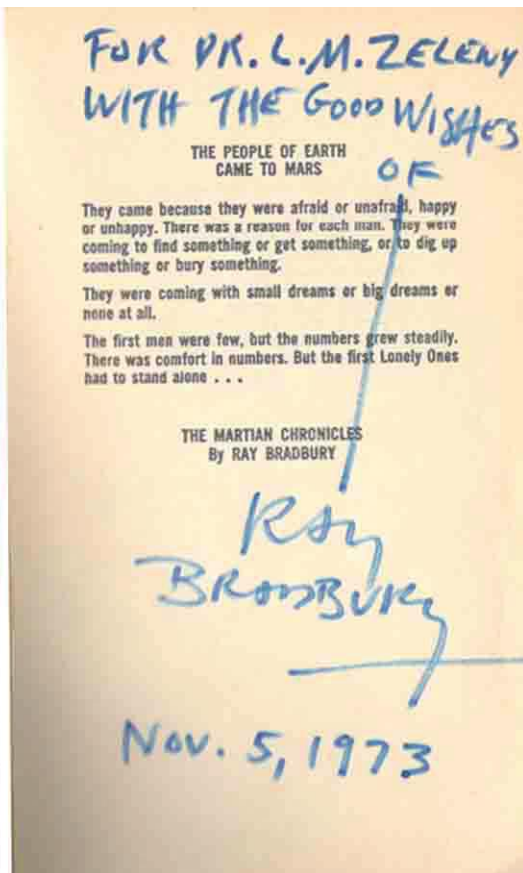 FOR DR. L.M. ZELENY
WITH THE GOOD WISHES
OF
THE PEOPLE OF EARTH
CAME TO MARS
They came because they were afraid or unafraid, happy
or unhappy. There was a reason for each man. They were
coming to find something or get something, or to dig up
something or bury something.
They were coming with small dreams or big dreams or
none at all.
The first men were few, but the numbers grew steadily.
There was comfort in numbers. But the first Lonely Ones
had to stand alone . . .
THE MARTIAN CHRONICLES
By RAY BRADBURY
RAY
BRADBURY
NOV. 5, 1973